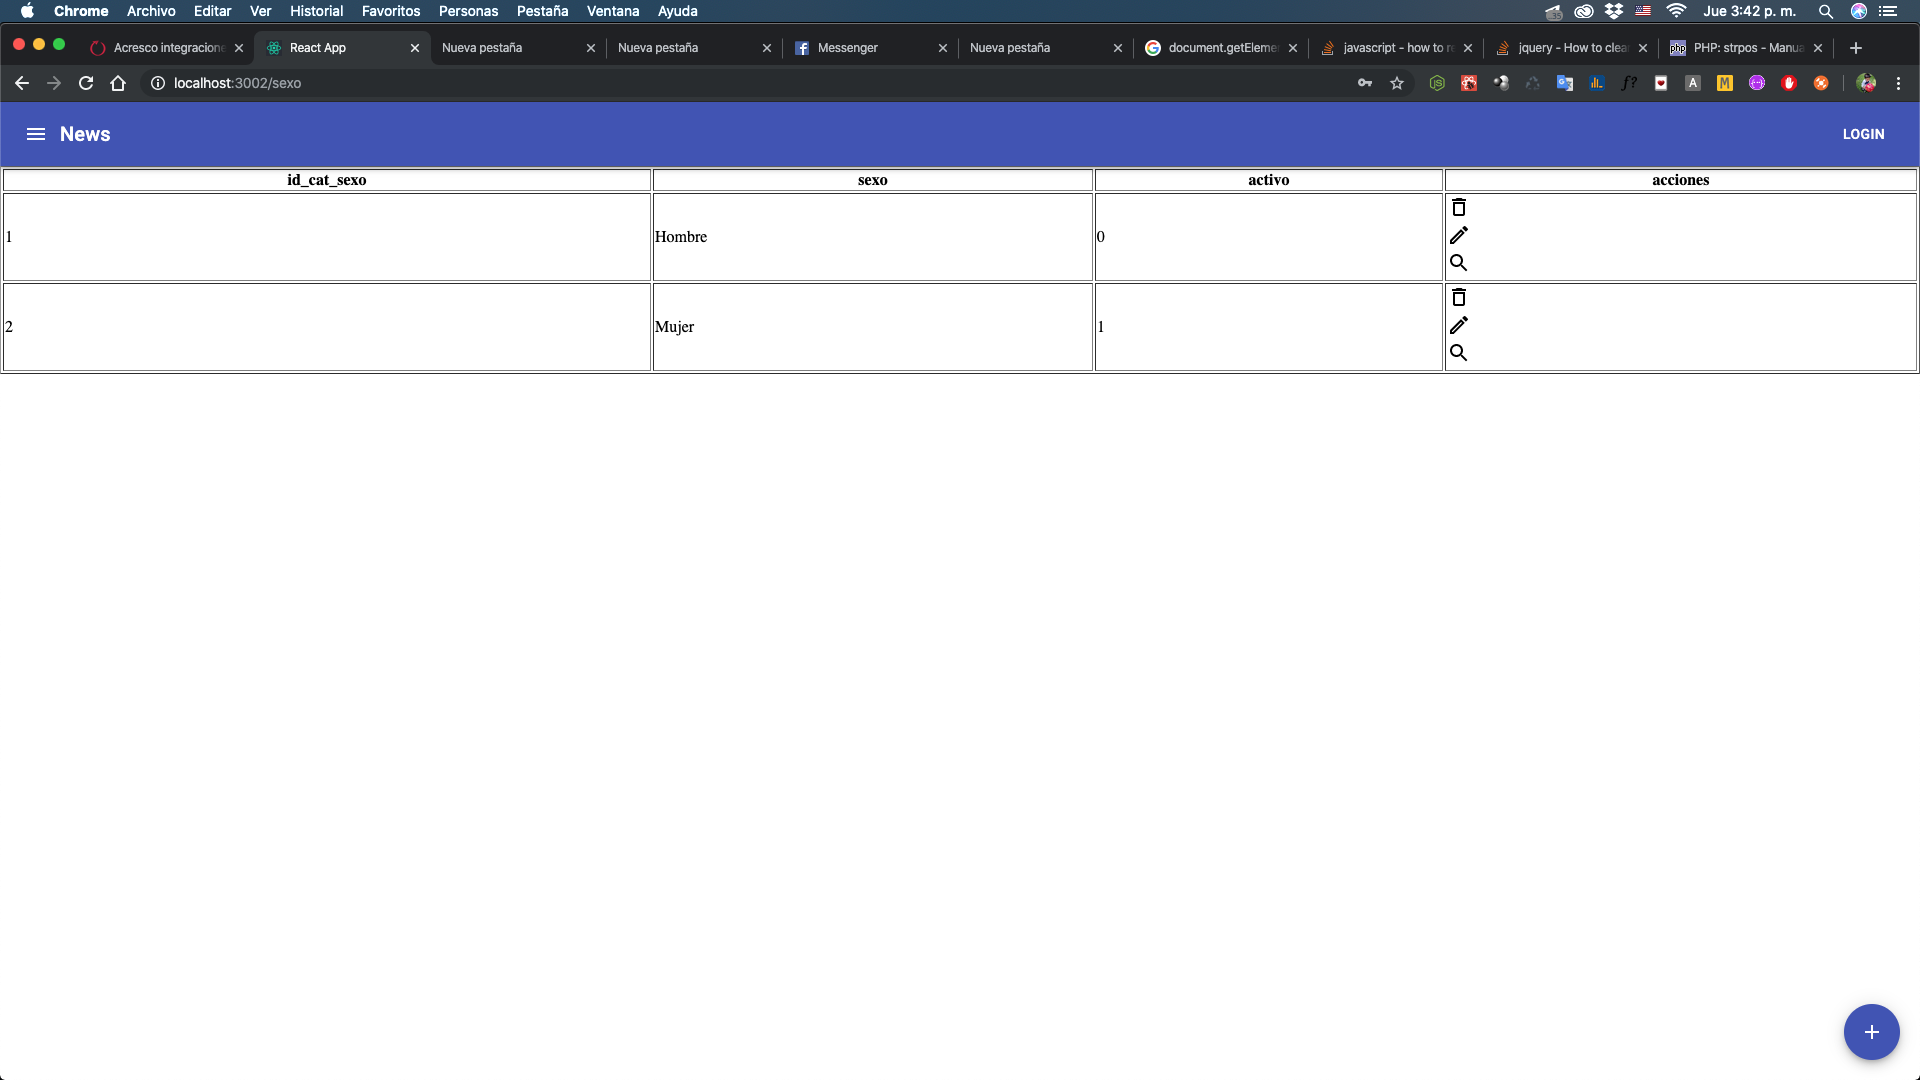 Chrome Archivo Editar Ver Historial Favoritos Personas Pestaña Ventana Ayuda Jue 3:42 p. m.
Acresco integracione React App Nueva pestaña Nueva pestaña Messenger Nueva pestaña document.getEleme javascript - how to re jquery - How to clea PHP: strpos - Manua
localhost:3002/sexo
News LOGIN
id_cat_sexo sexo activo acciones
1 Hombre 0
2 Mujer 1